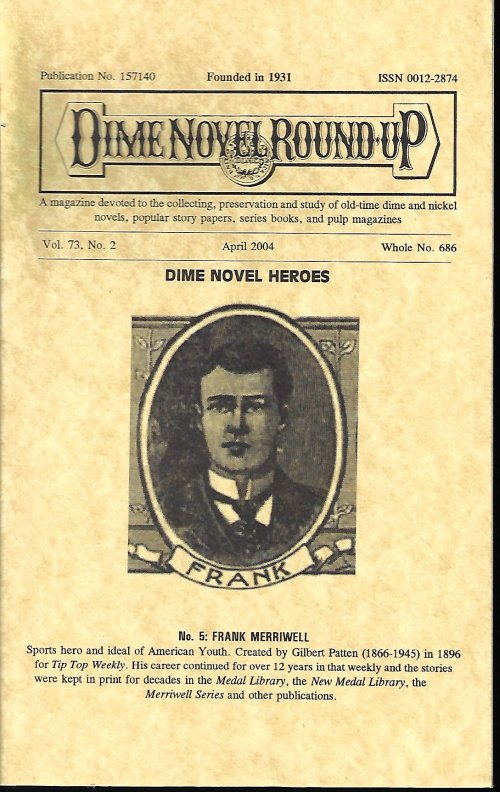 Publication No. 157140 Founded in 1931 ISSN 0012-2874
DIME NOVEL ROUND-UP
A magazine devoted to the collecting, preservation and study of old-time dime and nickel
novels, popular story papers, series books, and pulp magazines
Vol. 73, No. 2 April 2004 Whole No. 686
DIME NOVEL HEROES
FRANK
No. 5: FRANK MERRIWELL
Sports hero and ideal of American Youth. Created by Gilbert Patten (1866-1945) in 1896
for Tip Top Weekly. His career continued for over 12 years in that weekly and the stories
were kept in print for decades in the Medal Library, the New Medal Library, the
Merriwell Series and other publications.